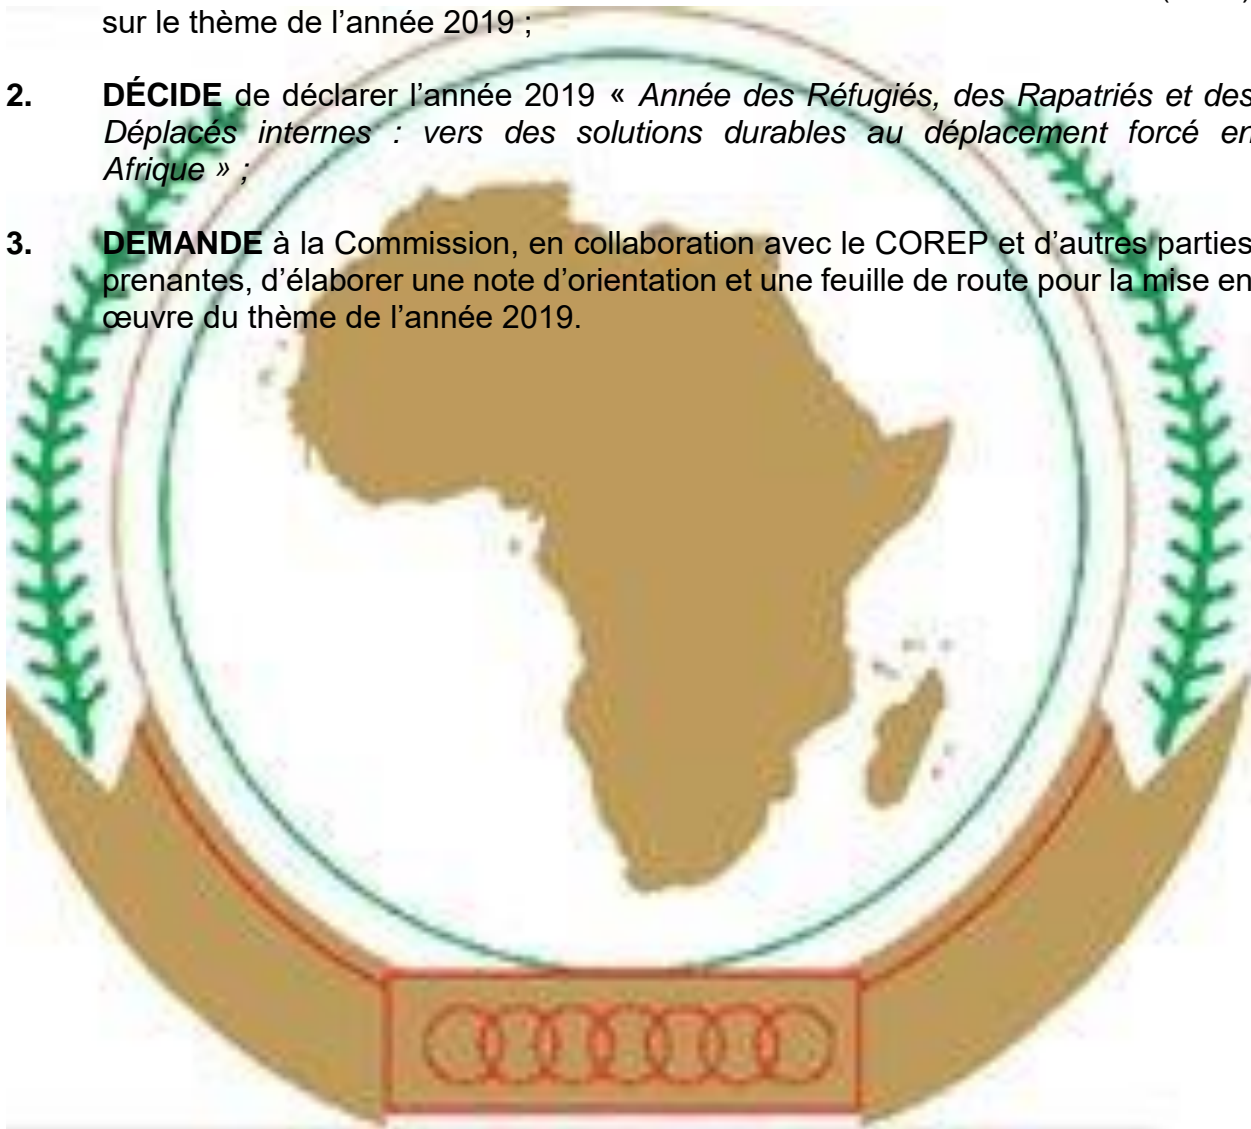 sur le thème de l’année 2019 ;
2. DÉCIDE de déclarer l’année 2019 « Année des Réfugiés, des Rapatriés et des
Déplacés internes : vers des solutions durables au déplacement forcé en
Afrique » ;
3. DEMANDE à la Commission, en collaboration avec le COREP et d’autres parties
prenantes, d’élaborer une note d’orientation et une feuille de route pour la mise en
œuvre du thème de l’année 2019.